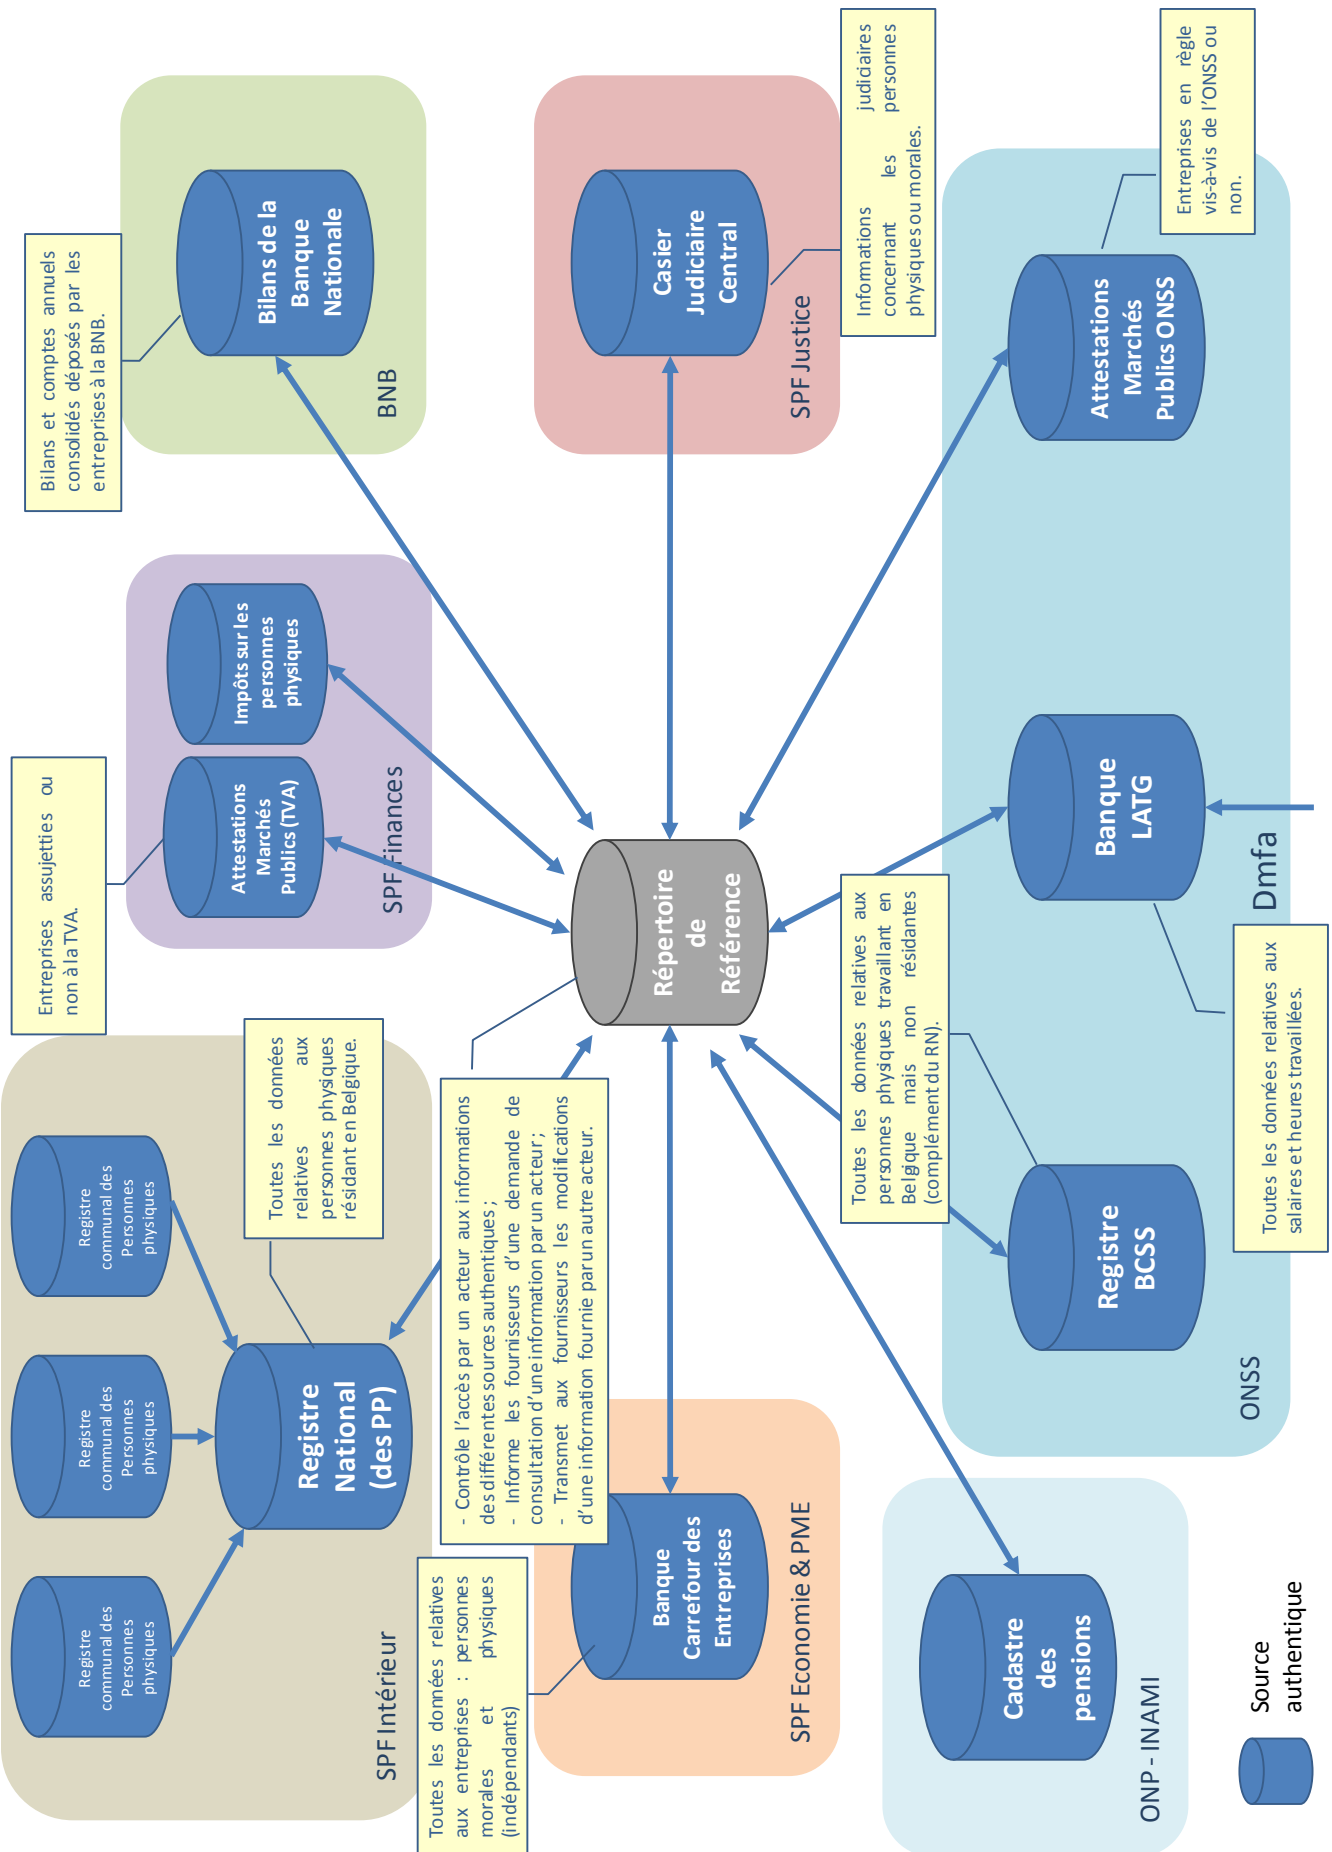 Registre
communal des
Personnes
physiques
Registre
communal des
Personnes
physiques
Registre
communal des
Personnes
physiques
Registre
National
(des PP)
SPF Intérieur
Toutes les données
relatives aux
personnes physiques
résidant en Belgique.
Entreprises assujetties ou
non à la TVA.
Attestations
Marchés
Publics (TVA)
Impôts sur les
personnes
physiques
SPF Finances
Bilans et comptes annuels
consolidés déposés par les
entreprises à la BNB.
Bilans de la
Banque
Nationale
BNB
Toutes les données relatives
aux entreprises : personnes
morales et physiques
(indépendants)
- Contrôle l'accès par un acteur aux informations
des différentes sources authentiques ;
- Informe les fournisseurs d'une demande de
consultation d'une information par un acteur ;
- Transmet aux fournisseurs les modifications
d'une information fournie par un autre acteur.
Banque
Carrefour des
Entreprises
SPF Economie & PME
Répertoire
de
Référence
Casier
Judiciaire
Central
SPF Justice
Informations judiciaires
concernant les personnes
physiques ou morales.
Toutes les données relatives aux
personnes physiques travaillant en
Belgique mais non résidantes
(complément du RN).
Cadastre
des
pensions
ONP - INAMI
Registre
BCSS
Banque
LATG
Attestations
Marchés
Publics ONSS
Entreprises en règle
vis-à-vis de l'ONSS ou
non.
ONSS
Dmfa
Toutes les données relatives aux
salaires et heures travaillées.
Source
authentique